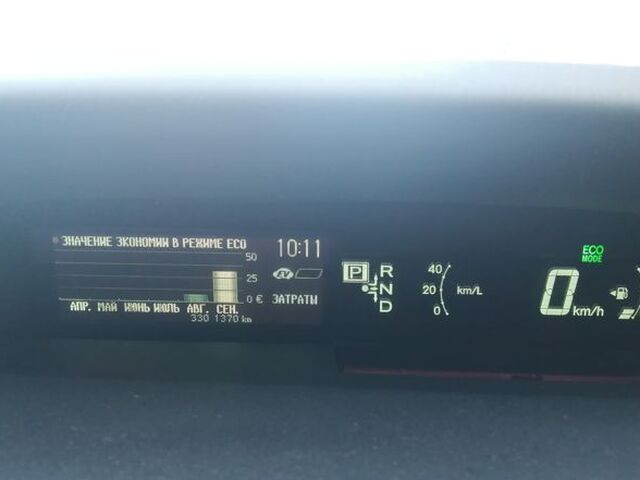 ЗНАЧЕНИЕ ЭКОНОМИИ В РЕЖИМЕ ECO
10:11
50
25
0 €
EV
ЗАТРАТЫ
АПР. МАЙ ИЮНЬ ИЮЛЬ АВГ. СЕН.
330 1370 km
P
R
N
D
40
20
0
km/L
ECO
MODE
0
km/h